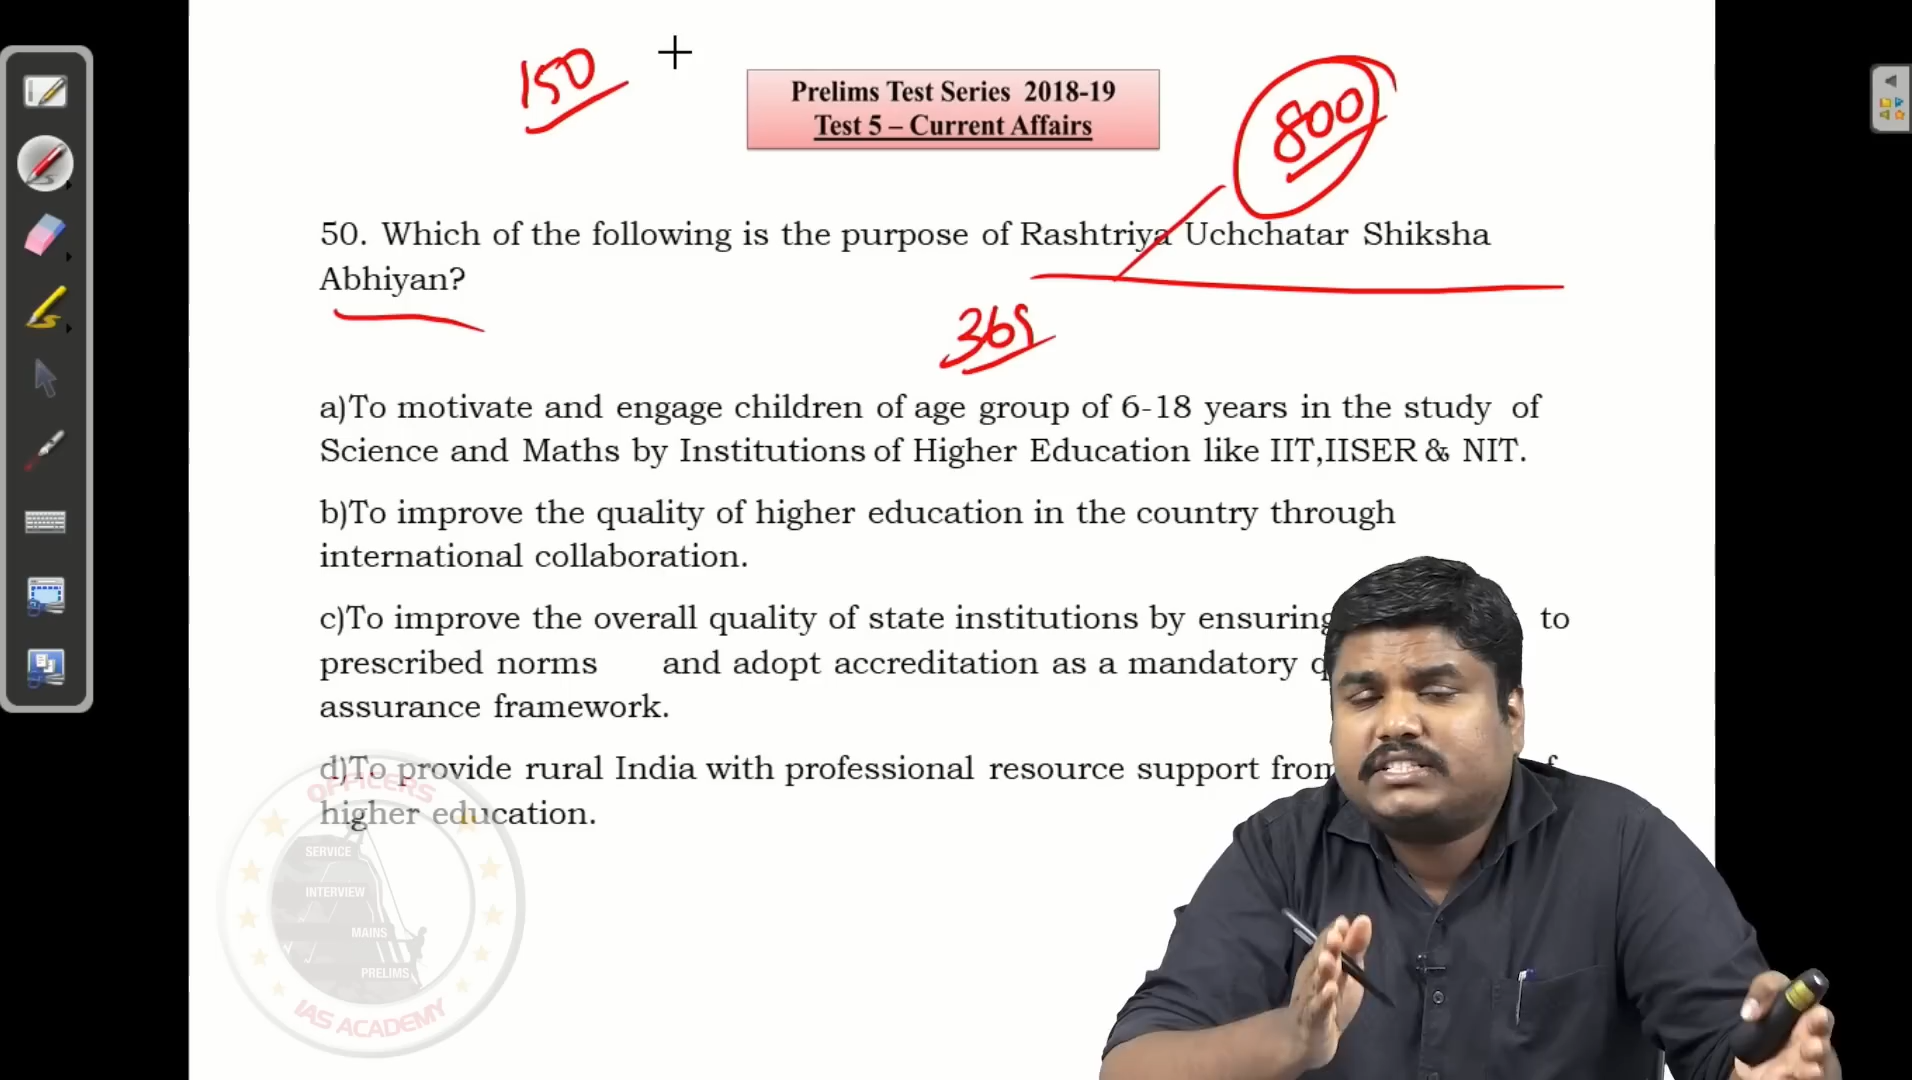 150
Prelims Test Series 2018-19
Test 5 – Current Affairs
800
50. Which of the following is the purpose of Rashtriya Uchchatar Shiksha
Abhiyan?
369
a)To motivate and engage children of age group of 6-18 years in the study of
Science and Maths by Institutions of Higher Education like IIT,IISER & NIT.
b)To improve the quality of higher education in the country through
international collaboration.
c)To improve the overall quality of state institutions by ensuring to
prescribed norms and adopt accreditation as a mandatory
assurance framework.
d)To provide rural India with professional resource support from
higher education.
OFFICERS
SERVICE
INTERVIEW
MAINS
PRELIMS
IAS ACADEMY